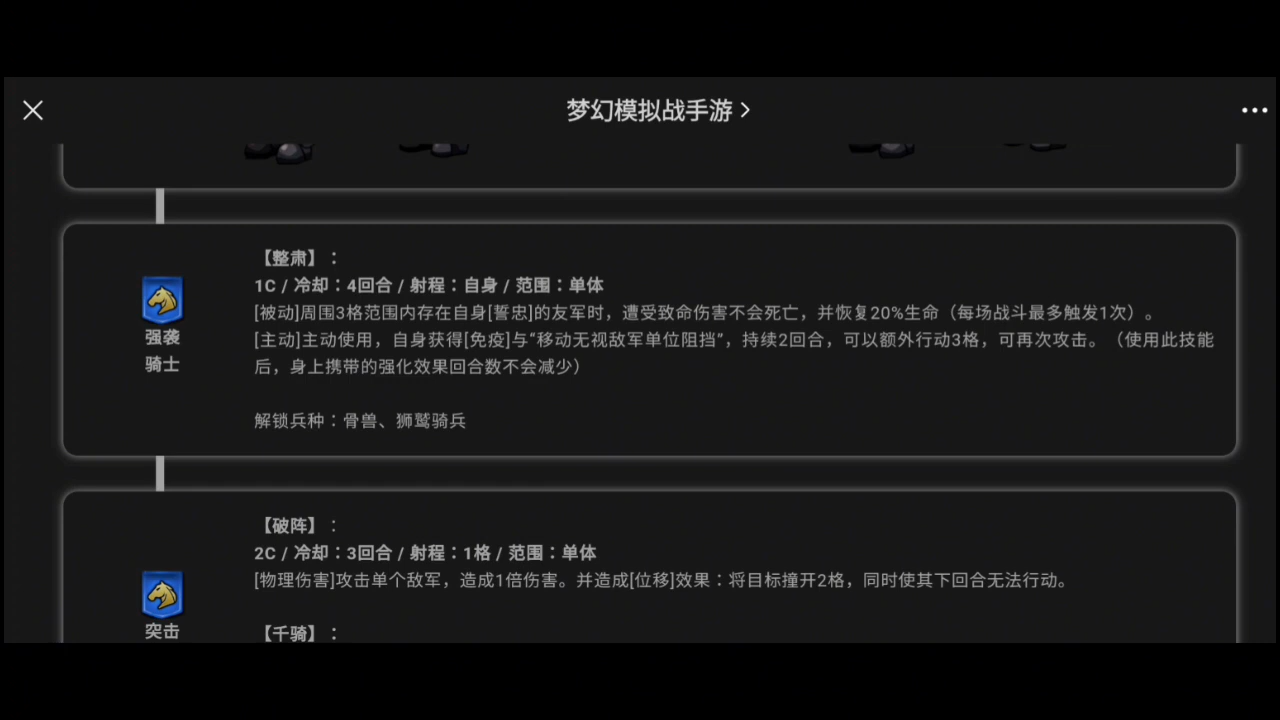 梦幻模拟战手游
【整肃】：
1C / 冷却：4回合 / 射程：自身 / 范围：单体
[被动]周围3格范围内存在自身[誓忠]的友军时，遭受致命伤害不会死亡，并恢复20%生命（每场战斗最多触发1次）。
[主动]主动使用，自身获得[免疫]与“移动无视敌军单位阻挡”，持续2回合，可以额外行动3格，可再次攻击。（使用此技能
后，身上携带的强化效果回合数不会减少）
强袭
骑士
解锁兵种：骨兽、狮鹫骑兵
【破阵】：
2C / 冷却：3回合 / 射程：1格 / 范围：单体
[物理伤害]攻击单个敌军，造成1倍伤害。并造成[位移]效果：将目标撞开2格，同时使其下回合无法行动。
突击
【千骑】：